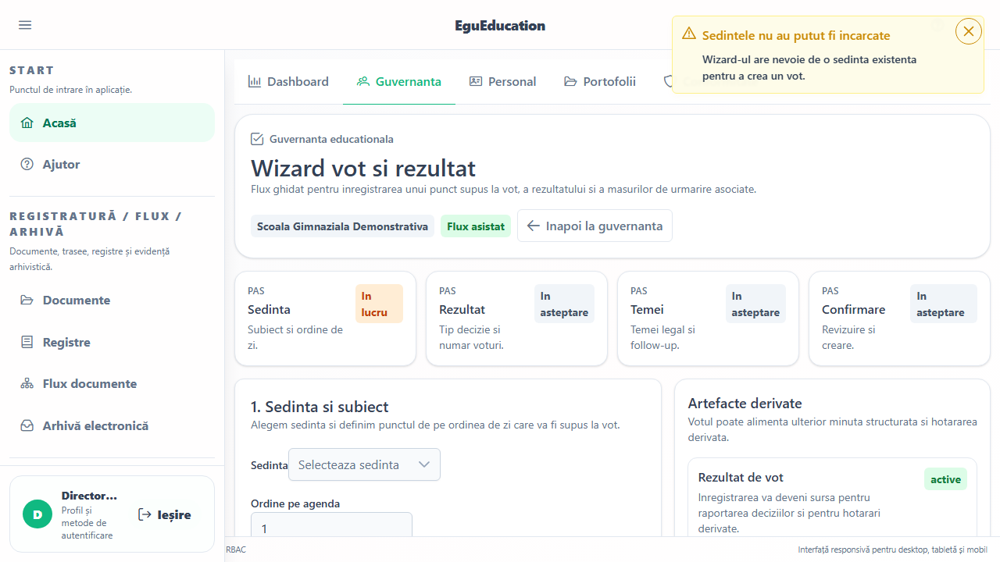 EguEducation
Sedintele nu au putut fi incarcate
Wizard-ul are nevoie de o sedinta existenta
pentru a crea un vot.
START
Punctul de intrare în aplicație.
Acasă
Ajutor
REGISTRATURĂ / FLUX /
ARHIVĂ
Documente, trasee, registre și evidență
arhivistică.
Documente
Registre
Flux documente
Arhivă electronică
Director...
Profil și
metode de
autentificare
D
Ieșire
Dashboard
Guvernanta
Personal
Portofolii
Guvernanta educationala
Wizard vot si rezultat
Flux ghidat pentru inregistrarea unui punct supus la vot, a rezultatului si a masurilor de urmarire asociate.
Scoala Gimnaziala Demonstrativa
Flux asistat
Inapoi la guvernanta
PAS
Sedinta
Subiect si ordine de
zi.
In
lucru
PAS
Rezultat
Tip decizie si
numar voturi.
In
asteptare
PAS
Temei
Temei legal si
follow-up.
In
asteptare
PAS
Confirmare
Revizuire si
creare.
In
asteptare
1. Sedinta si subiect
Alegem sedinta si definim punctul de pe ordinea de zi care va fi supus la vot.
Sedinta
Selecteaza sedinta
Ordine pe agenda
1
Artefacte derivate
Votul poate alimenta ulterior minuta structurata si hotararea
derivata.
Rezultat de vot
active
Inregistrarea va deveni sursa pentru
raportarea deciziilor si pentru hotarari
derivate.
RBAC
Interfață responsivă pentru desktop, tabletă și mobil